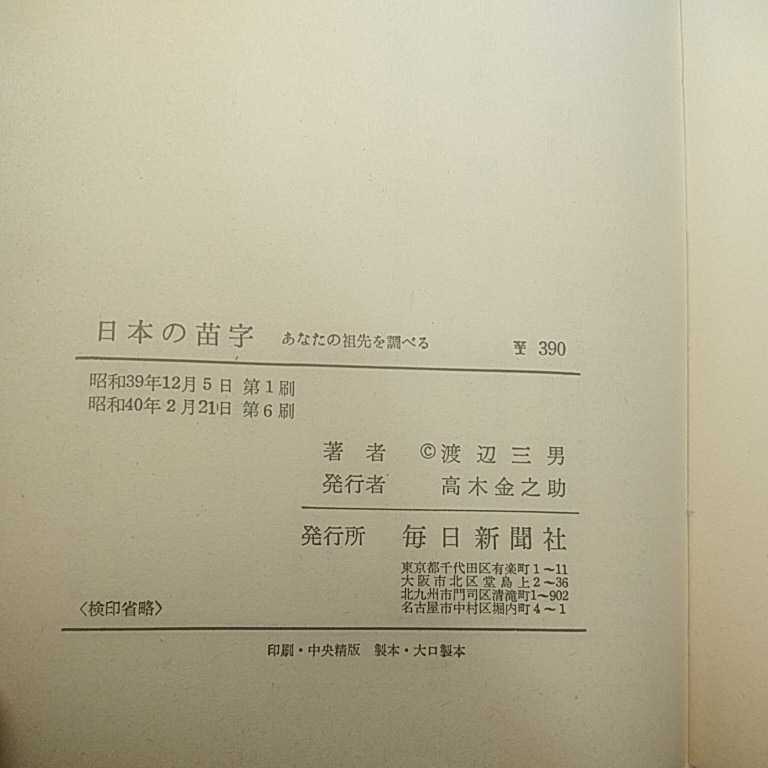 日本の苗字 あなたの祖先を調べる ¥ 390
昭和39年12月5日 第1刷
昭和40年2月21日 第6刷
著者 ©渡辺三男
発行者 高木金之助
発行所 毎日新聞社
東京都千代田区有楽町1〜11
大阪市北区堂島上2〜36
北九州市門司区清滝町1〜902
名古屋市中村区堀内町4〜1
〈検印省略〉
印刷・中央精版 製本・大口製本